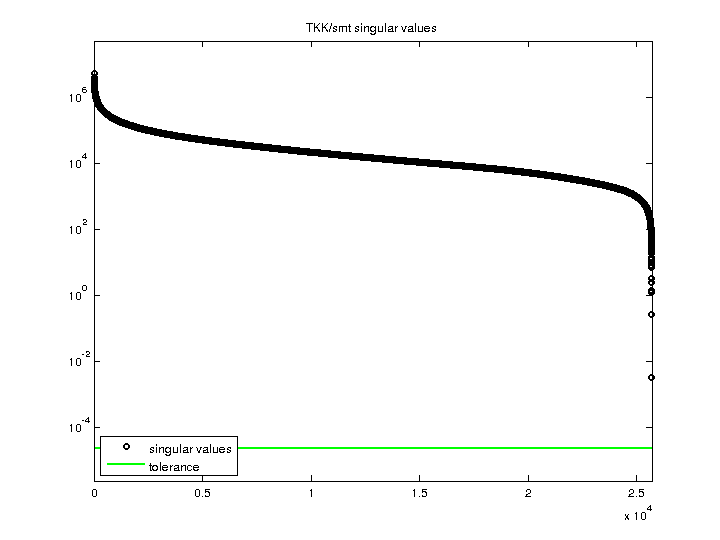 TKK/smt singular values
10^6
10^4
10^2
10^0
10^-2
10^-4
singular values
tolerance
0 0.5 1 1.5 2 2.5
x 10^4